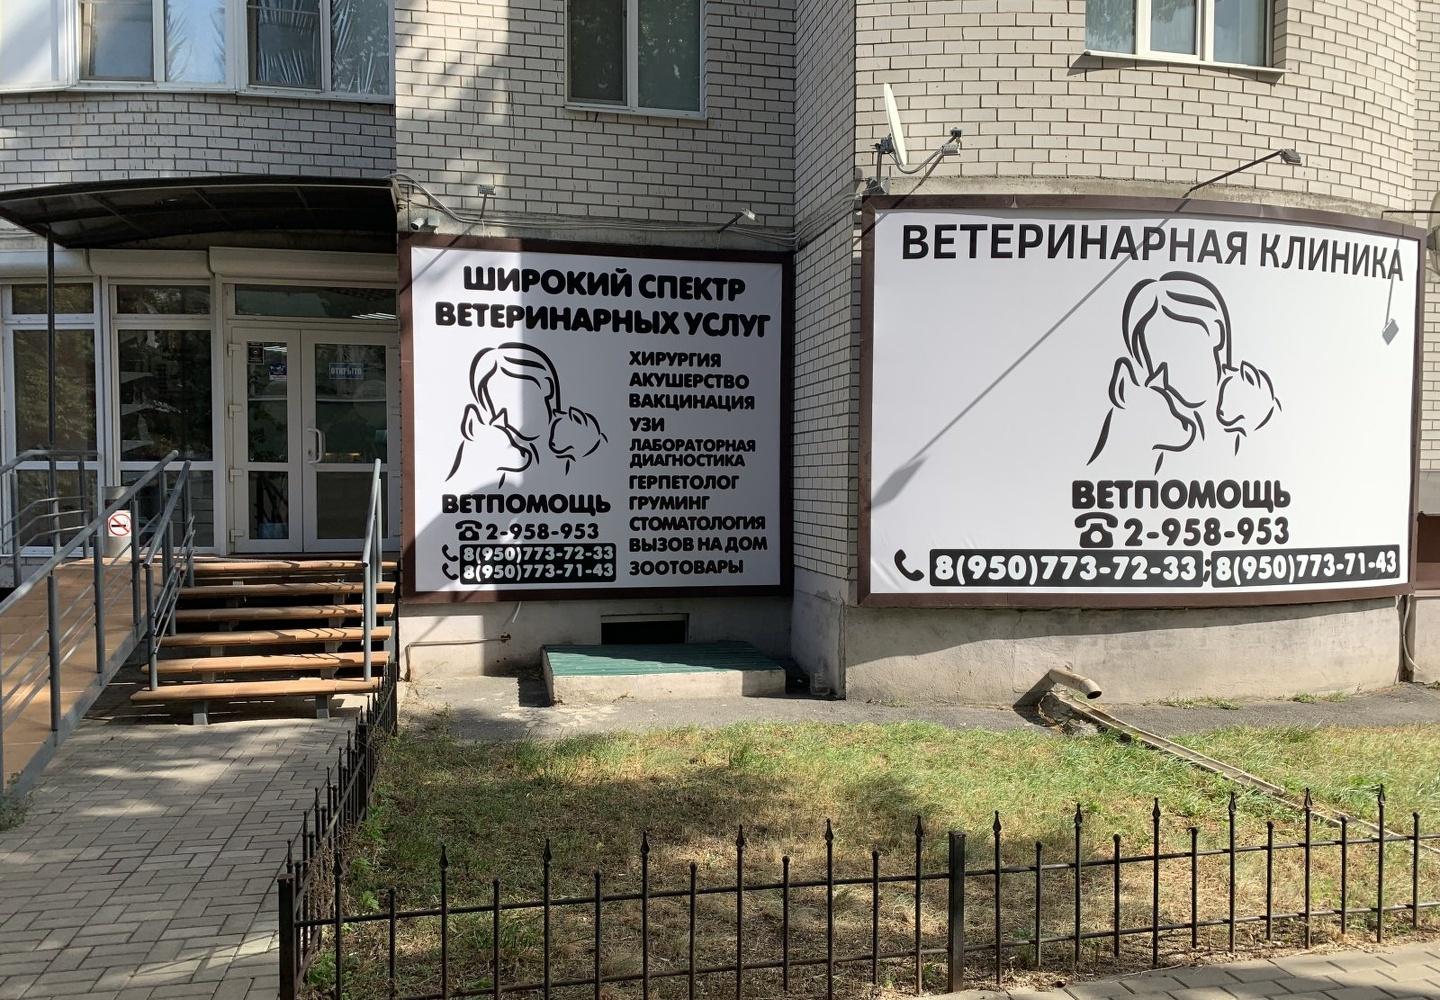 ОТКРЫТО
ШИРОКИЙ СПЕКТР
ВЕТЕРИНАРНЫХ УСЛУГ
ХИРУРГИЯ
АКУШЕРСТВО
ВАКЦИНАЦИЯ
УЗИ
ЛАБОРАТОРНАЯ
ДИАГНОСТИКА
ГЕРПЕТОЛОГ
ГРУМИНГ
СТОМАТОЛОГИЯ
ВЫЗОВ НА ДОМ
ЗООТОВАРЫ
ВЕТПОМОЩЬ
2-958-953
8(950)773-72-33
8(950)773-71-43
ВЕТЕРИНАРНАЯ КЛИНИКА
ВЕТПОМОЩЬ
2-958-953
8(950)773-72-33;8(950)773-71-43